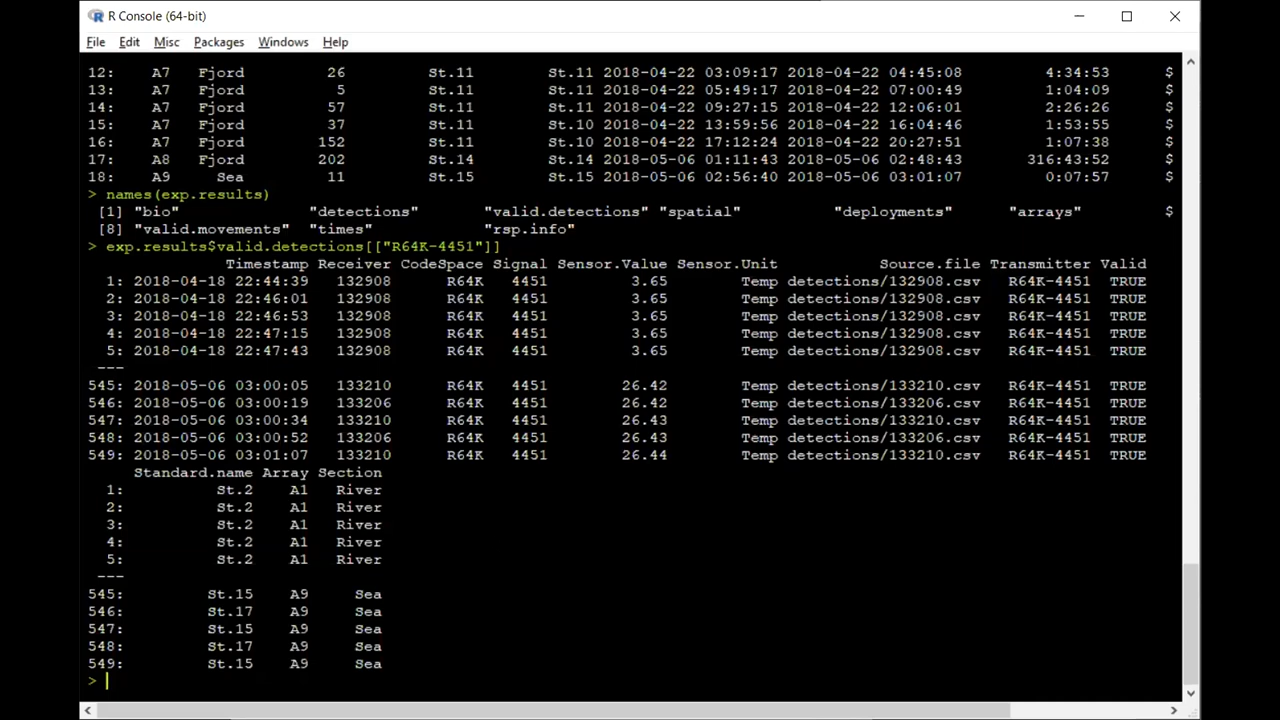 R Console (64-bit)
File Edit Misc Packages Windows Help
12: A7 Fjord 26 St.11 St.11 2018-04-22 03:09:17 2018-04-22 04:45:08 4:34:53 $
13: A7 Fjord 5 St.11 St.11 2018-04-22 05:49:17 2018-04-22 07:00:49 1:04:09 $
14: A7 Fjord 57 St.11 St.11 2018-04-22 09:27:15 2018-04-22 12:06:01 2:26:26 $
15: A7 Fjord 37 St.11 St.10 2018-04-22 13:59:56 2018-04-22 16:04:46 1:53:55 $
16: A7 Fjord 152 St.11 St.10 2018-04-22 17:12:24 2018-04-22 20:27:51 1:07:38 $
17: A8 Fjord 202 St.14 St.14 2018-05-06 01:11:43 2018-05-06 02:48:43 316:43:52 $
18: A9 Sea 11 St.15 St.15 2018-05-06 02:56:40 2018-05-06 03:01:07 0:07:57 $
> names(exp.results)
[1] "bio" "detections" "valid.detections" "spatial" "deployments" "arrays" $
[8] "valid.movements" "times" "rsp.info"
> exp.results$valid.detections[["R64K-4451"]]
Timestamp Receiver CodeSpace Signal Sensor.Value Sensor.Unit Source.file Transmitter Valid
1: 2018-04-18 22:44:39 132908 R64K 4451 3.65 Temp detections/132908.csv R64K-4451 TRUE
2: 2018-04-18 22:46:01 132908 R64K 4451 3.65 Temp detections/132908.csv R64K-4451 TRUE
3: 2018-04-18 22:46:53 132908 R64K 4451 3.65 Temp detections/132908.csv R64K-4451 TRUE
4: 2018-04-18 22:47:15 132908 R64K 4451 3.65 Temp detections/132908.csv R64K-4451 TRUE
5: 2018-04-18 22:47:43 132908 R64K 4451 3.65 Temp detections/132908.csv R64K-4451 TRUE
---
545: 2018-05-06 03:00:05 133210 R64K 4451 26.42 Temp detections/133210.csv R64K-4451 TRUE
546: 2018-05-06 03:00:19 133206 R64K 4451 26.42 Temp detections/133206.csv R64K-4451 TRUE
547: 2018-05-06 03:00:34 133210 R64K 4451 26.43 Temp detections/133210.csv R64K-4451 TRUE
548: 2018-05-06 03:00:52 133206 R64K 4451 26.43 Temp detections/133206.csv R64K-4451 TRUE
549: 2018-05-06 03:01:07 133210 R64K 4451 26.44 Temp detections/133210.csv R64K-4451 TRUE
Standard.name Array Section
1: St.2 A1 River
2: St.2 A1 River
3: St.2 A1 River
4: St.2 A1 River
5: St.2 A1 River
---
545: St.15 A9 Sea
546: St.17 A9 Sea
547: St.15 A9 Sea
548: St.17 A9 Sea
549: St.15 A9 Sea
>